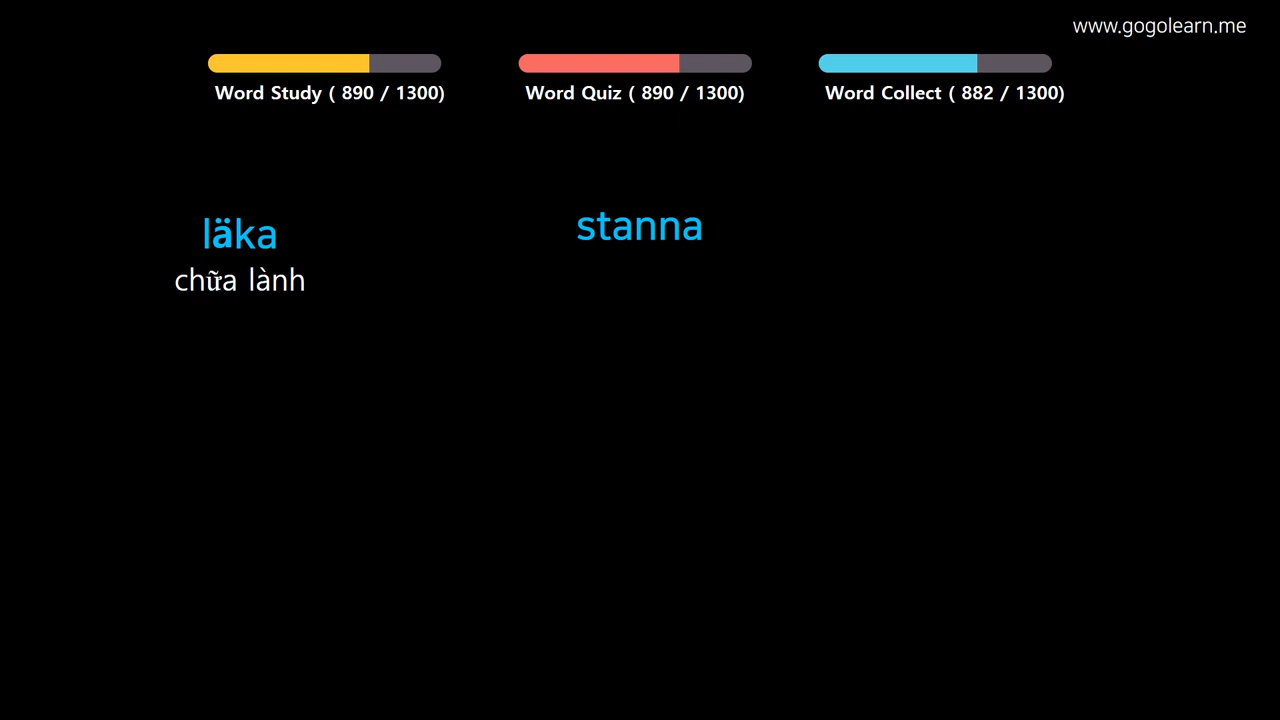 www.gogolearn.me
Word Study ( 890 / 1300)
Word Quiz ( 890 / 1300)
Word Collect ( 882 / 1300)
läka
chữa lành
stanna